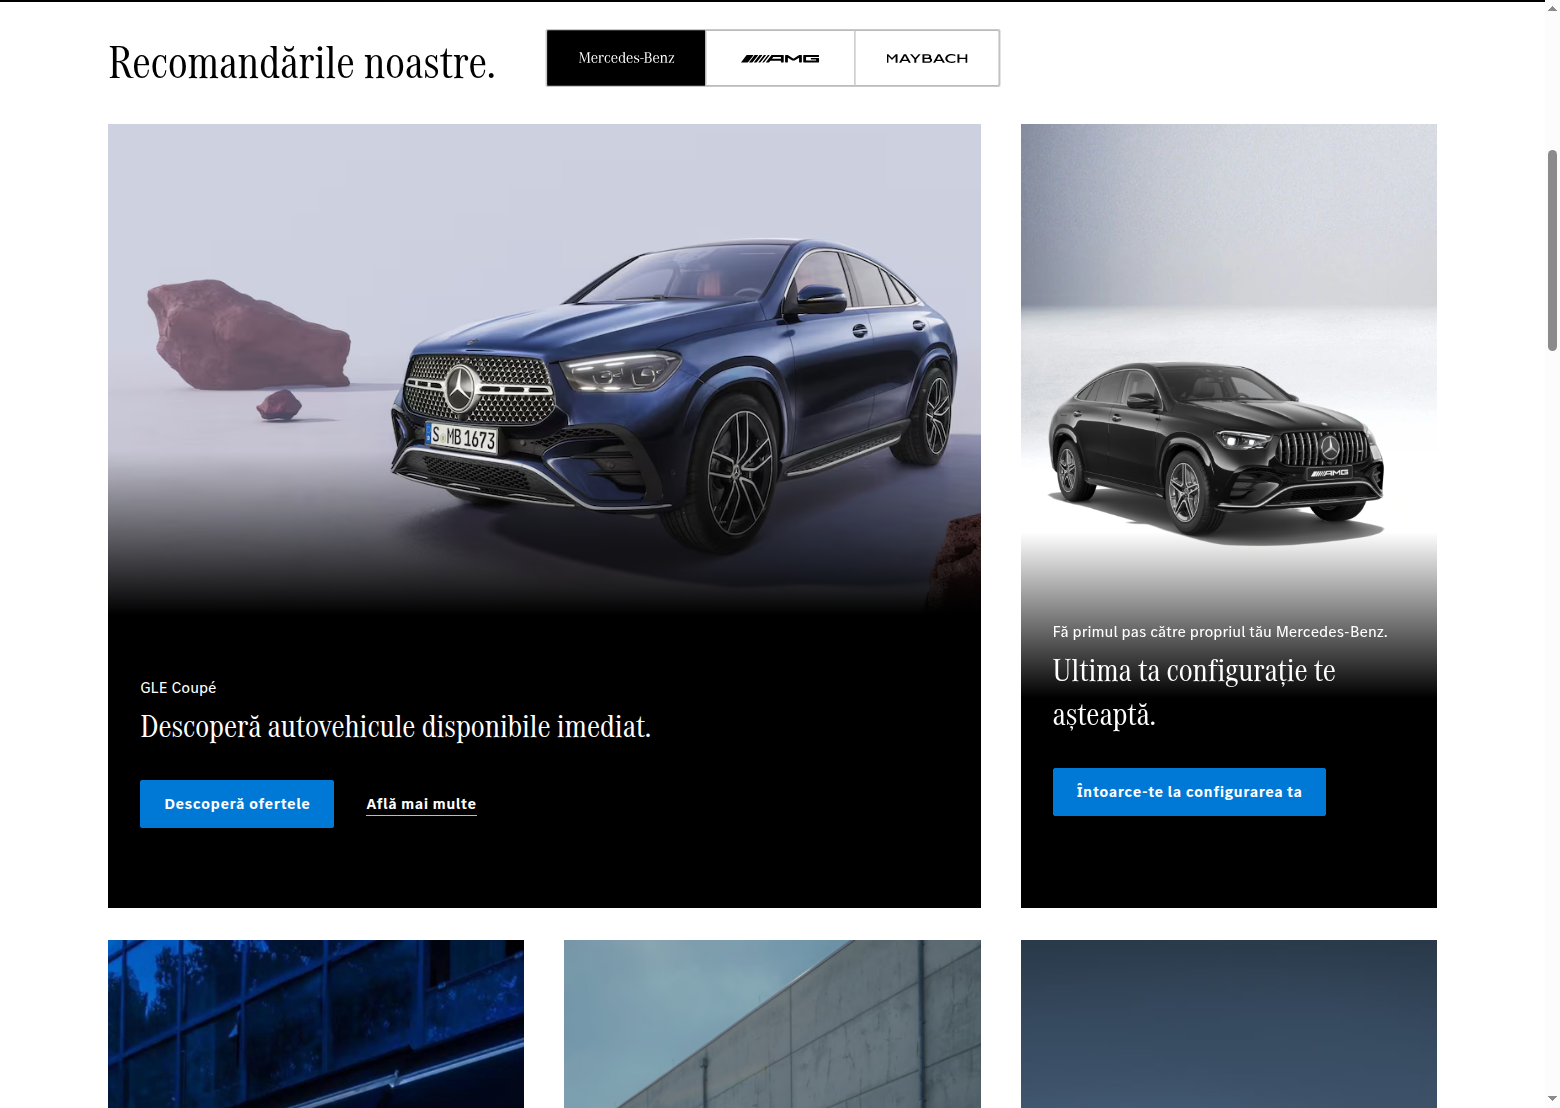 Recomandările noastre.
Mercedes-Benz
AMG
MAYBACH
S MB 1673
AMG
GLE Coupé
Descoperă autovehicule disponibile imediat.
Descoperă ofertele
Află mai multe
Fă primul pas către propriul tău Mercedes-Benz.
Ultima ta configurație te
așteaptă.
Întoarce-te la configurarea ta